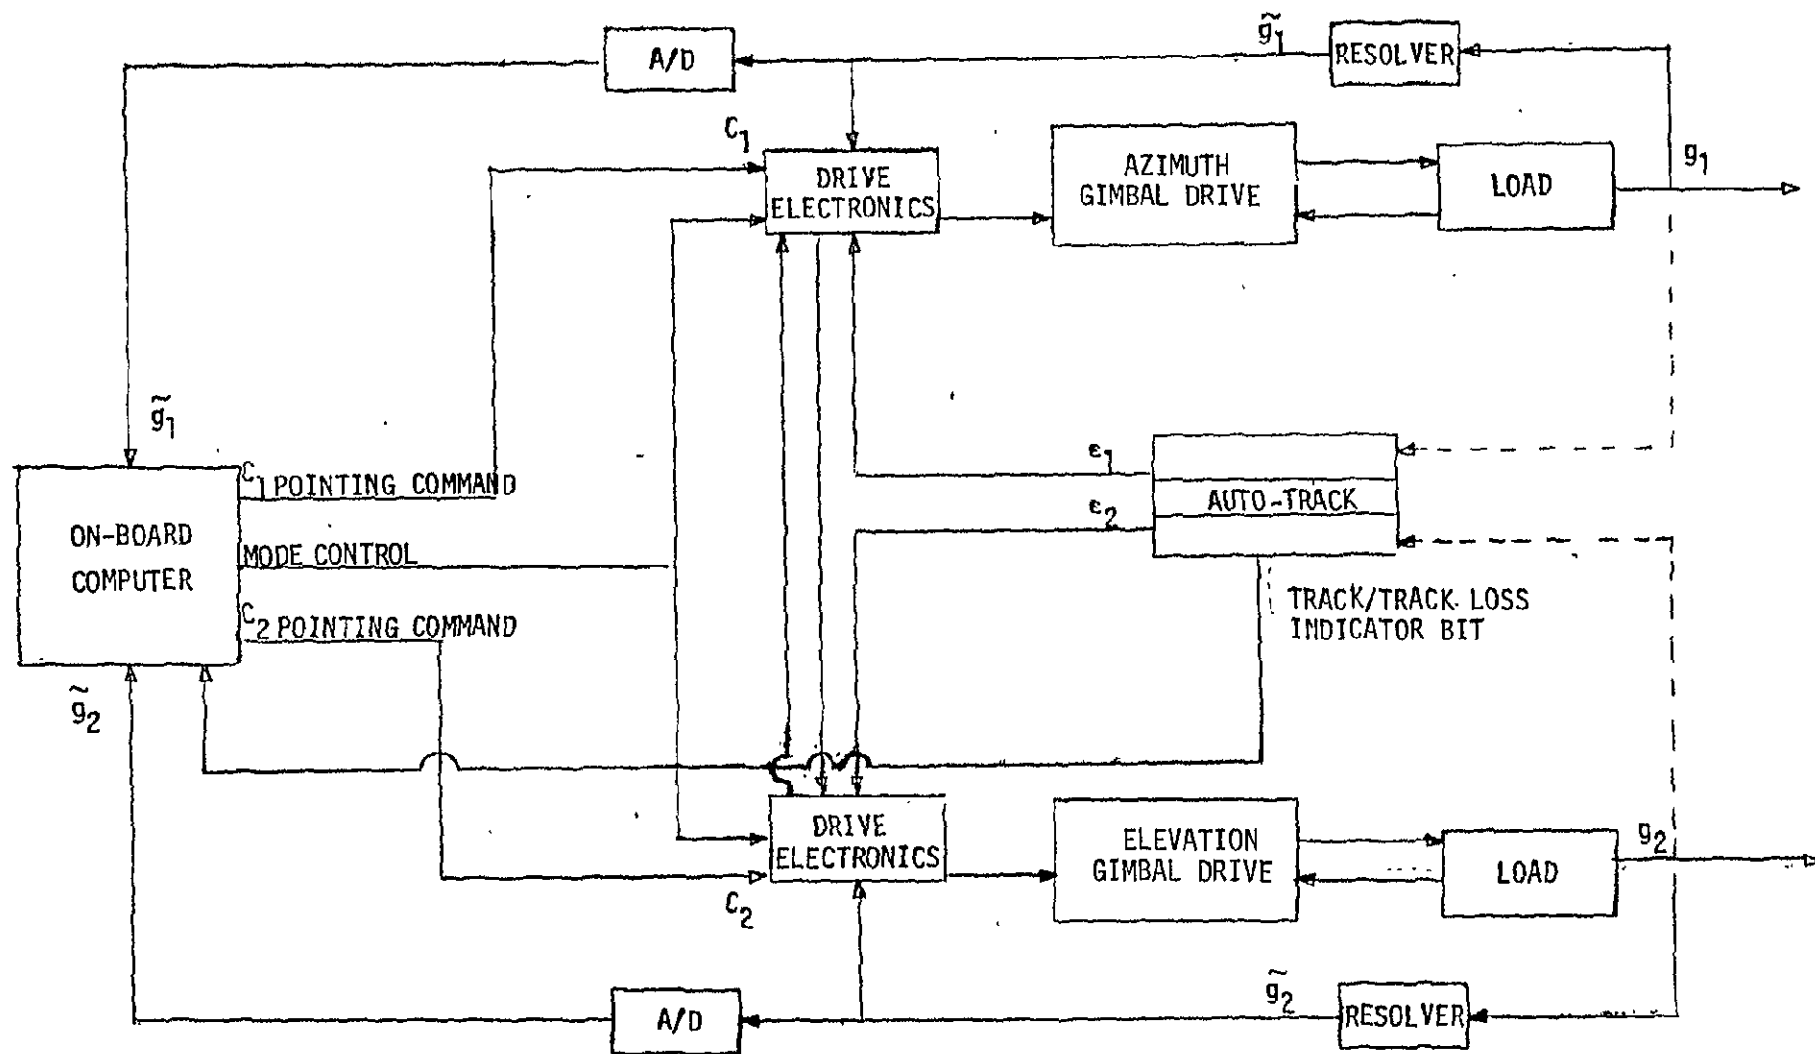 A/D
g̃1
RESOLVER
C1
g1
DRIVE
ELECTRONICS
AZIMUTH
GIMBAL DRIVE
LOAD
g̃1
ε1
C1 POINTING COMMAND
AUTO-TRACK
ε2
ON-BOARD
COMPUTER
MODE CONTROL
TRACK/TRACK LOSS
INDICATOR BIT
C2 POINTING COMMAND
g̃2
DRIVE
ELECTRONICS
ELEVATION
GIMBAL DRIVE
g2
LOAD
C2
A/D
g̃2
RESOLVER